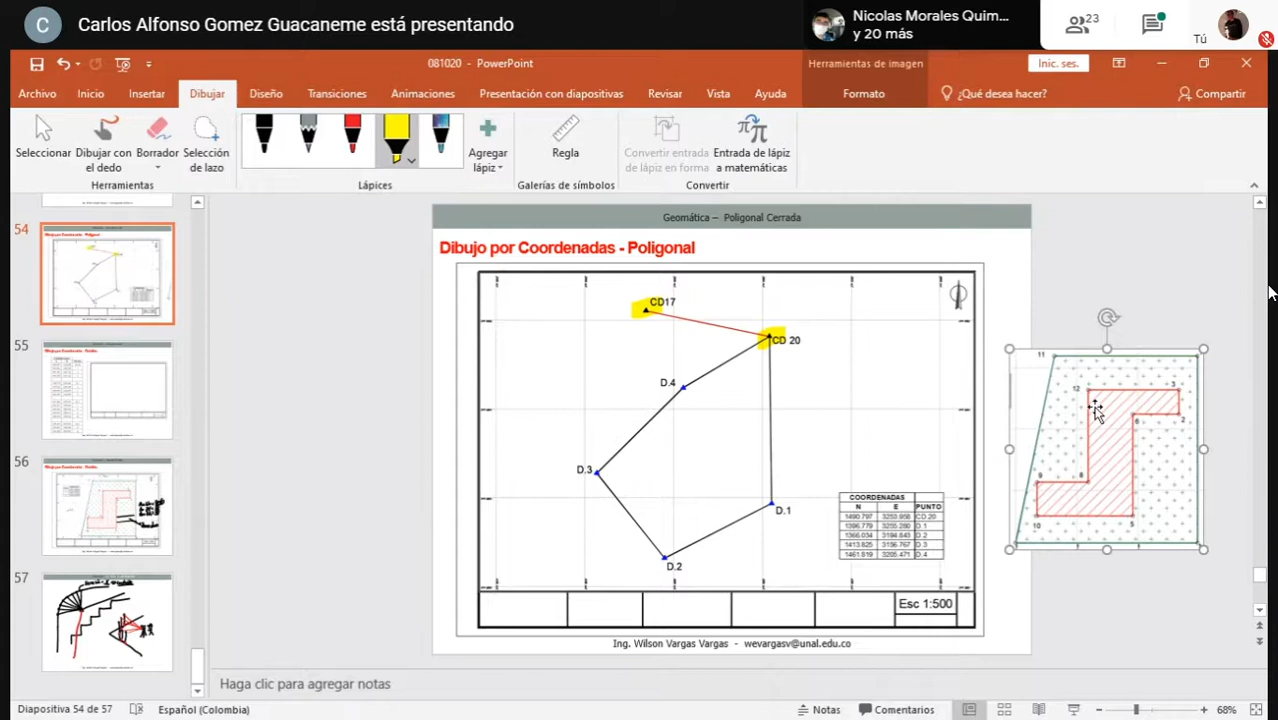 C
Carlos Alfonso Gomez Guacaneme está presentando
Nicolas Morales Quim...
y 20 más
23
Tú
081020 - PowerPoint
Herramientas de imagen
Inic. ses.
Archivo
Inicio
Insertar
Dibujar
Diseño
Transiciones
Animaciones
Presentación con diapositivas
Revisar
Vista
Ayuda
Formato
¿Qué desea hacer?
Compartir
Seleccionar
Dibujar con
el dedo
Borrador
Selección
de lazo
Agregar
lápiz
Regla
Convertir entrada
de lápiz en forma
Entrada de lápiz
a matemáticas
Herramientas
Lápices
Galerías de símbolos
Convertir
54
55
56
57
Geomática – Poligonal Cerrada
Dibujo por Coordenadas - Poligonal
CD17
CD 20
D.4
D.3
D.1
D.2
COORDENADAS
N E PUNTO
1490.797 3253.958 CD.20
1396.779 3255.280 D.1
1366.034 3194.843 D.2
1413.825 3156.767 D.3
1461.819 3205.471 D.4
Esc 1:500
Ing. Wilson Vargas Vargas - wevargasv@unal.edu.co
11
12
3
2
6
9
8
10
5
Haga clic para agregar notas
Diapositiva 54 de 57
Español (Colombia)
Notas
Comentarios
68%